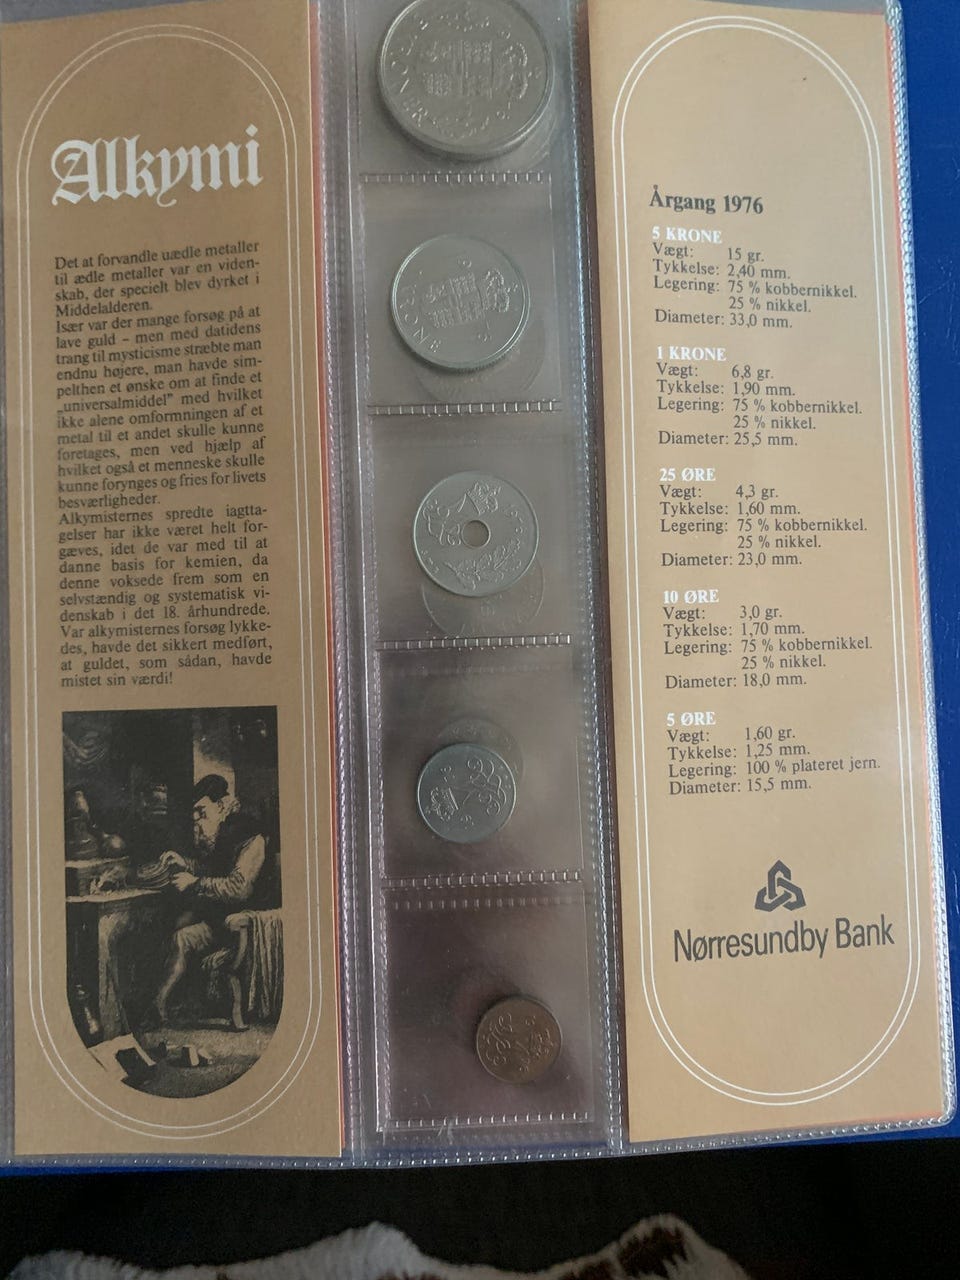 Alkymi
Det at forvandle uædle metaller
til ædle metaller var en viden-
skab, der specielt blev dyrket i
Middelalderen.
Især var der mange forsøg på at
lave guld – men med datidens
trang til mysticisme stræbte man
endnu højere, man havde sim-
pelthen et ønske om at finde et
„universalmiddel” med hvilket
ikke alene omformningen af et
metal til et andet skulle kunne
foretages, men ved hjælp af
hvilket også et menneske skulle
kunne forynges og fries for livets
besværligheder.
Alkymisternes spredte iagtta-
gelser har ikke været helt for-
gæves, idet de var med til at
danne basis for kemien, da
denne voksede frem som en
selvstændig og systematisk vi-
denskab i det 18. århundrede.
Var alkymisternes forsøg lykke-
des, havde det sikkert medført,
at guldet, som sådan, havde
mistet sin værdi!
Årgang 1976
5 KRONE
Vægt: 15 gr.
Tykkelse: 2,40 mm.
Legering: 75 % kobbernikkel.
25 % nikkel.
Diameter: 33,0 mm.
1 KRONE
Vægt: 6,8 gr.
Tykkelse: 1,90 mm.
Legering: 75 % kobbernikkel.
25 % nikkel.
Diameter: 25,5 mm.
25 ØRE
Vægt: 4,3 gr.
Tykkelse: 1,60 mm.
Legering: 75 % kobbernikkel.
25 % nikkel.
Diameter: 23,0 mm.
10 ØRE
Vægt: 3,0 gr.
Tykkelse: 1,70 mm.
Legering: 75 % kobbernikkel.
25 % nikkel.
Diameter: 18,0 mm.
5 ØRE
Vægt: 1,60 gr.
Tykkelse: 1,25 mm.
Legering: 100 % plateret jern.
Diameter: 15,5 mm.
Nørresundby Bank